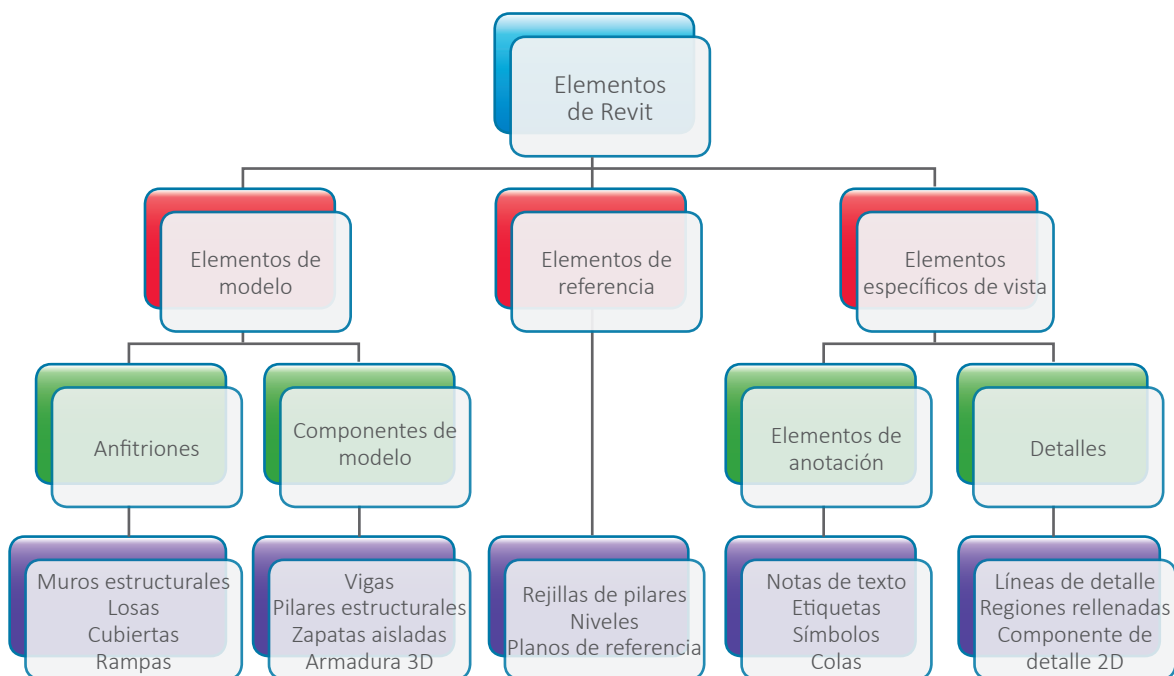 Elementos
de Revit
Elementos de
modelo
Elementos de
referencia
Elementos
específicos de vista
Anfitriones
Componentes de
modelo
Elementos de
anotación
Detalles
Muros estructurales
Losas
Cubiertas
Rampas
Vigas
Pilares estructurales
Zapatas aisladas
Armadura 3D
Rejillas de pilares
Niveles
Planos de referencia
Notas de texto
Etiquetas
Símbolos
Colas
Líneas de detalle
Regiones rellenadas
Componente de
detalle 2D